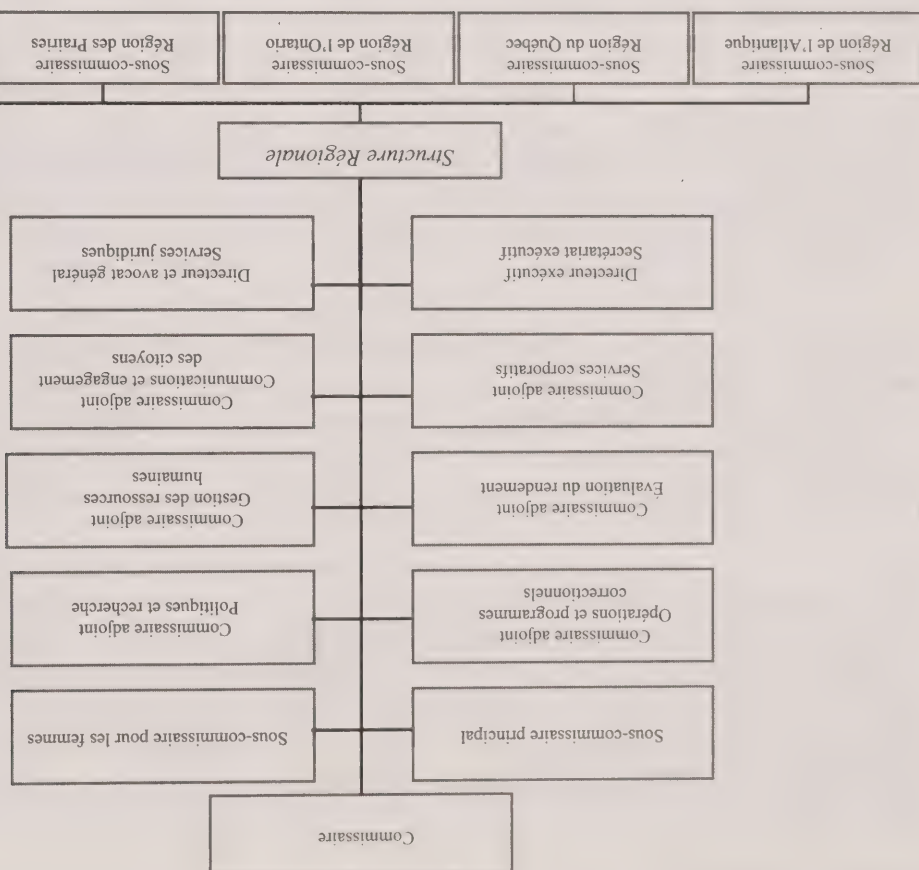 Commissaire
Sous-commissaire principal
Sous-commissaire pour les femmes
Commissaire adjoint
Opérations et programmes
correctionnels
Commissaire adjoint
Politiques et recherche
Commissaire adjoint
Évaluation du rendement
Commissaire adjoint
Gestion des ressources
humaines
Commissaire adjoint
Services corporatifs
Commissaire adjoint
Communications et engagement
des citoyens
Directeur exécutif
Secrétariat exécutif
Directeur et avocat général
Services juridiques
Structure Régionale
Sous-commissaire
Région de l'Atlantique
Sous-commissaire
Région du Québec
Sous-commissaire
Région de l'Ontario
Sous-commissaire
Région des Prairies